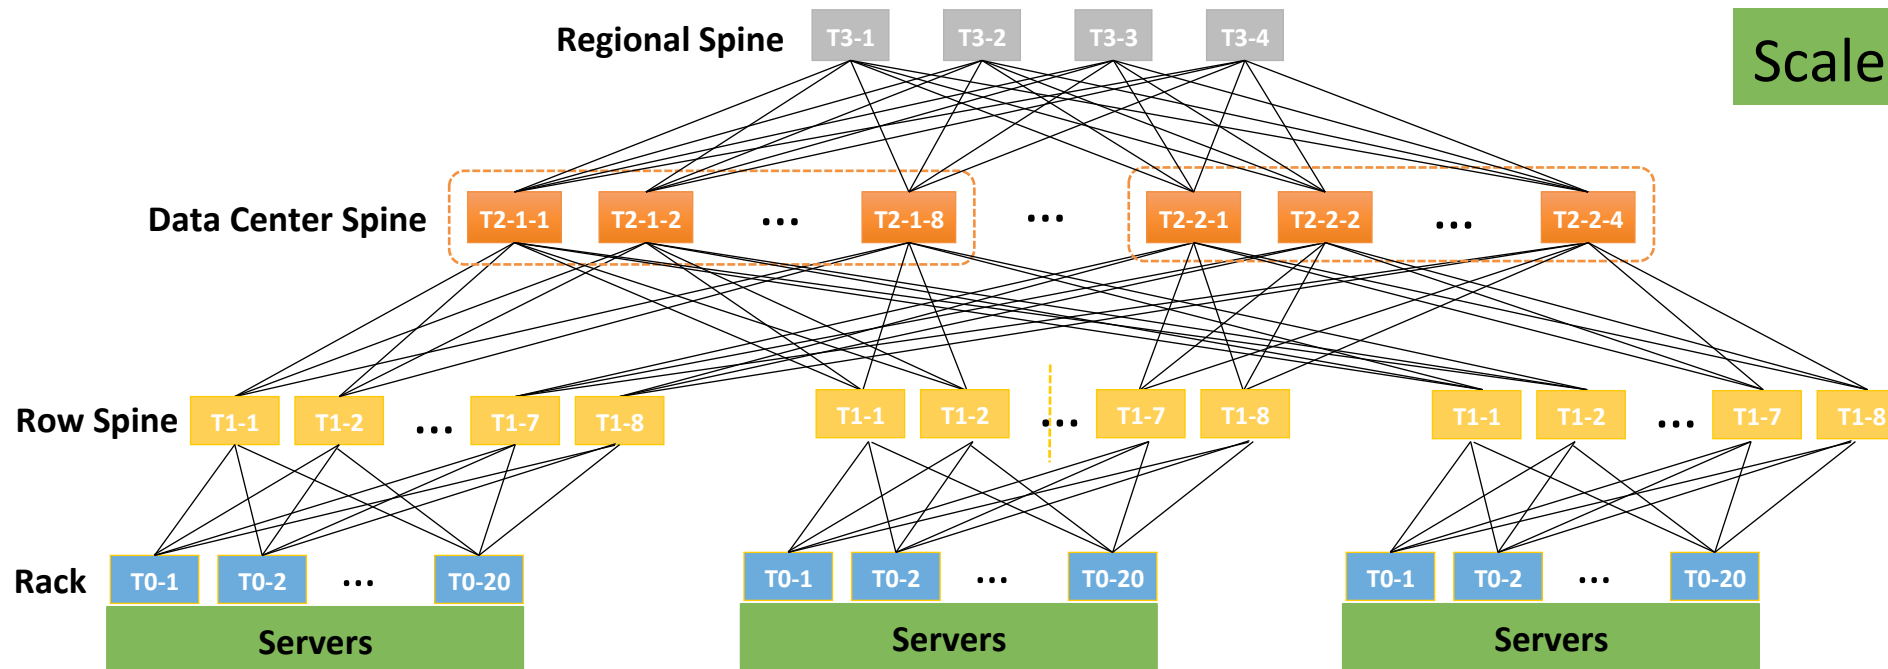 Regional Spine T3-1 T3-2 T3-3 T3-4
Scale
Data Center Spine T2-1-1 T2-1-2 ... T2-1-8 ... T2-2-1 T2-2-2 ... T2-2-4
Row Spine T1-1 T1-2 ... T1-7 T1-8 T1-1 T1-2 ... T1-7 T1-8 T1-1 T1-2 ... T1-7 T1-8
Rack T0-1 T0-2 ... T0-20 T0-1 T0-2 ... T0-20 T0-1 T0-2 ... T0-20
Servers Servers Servers